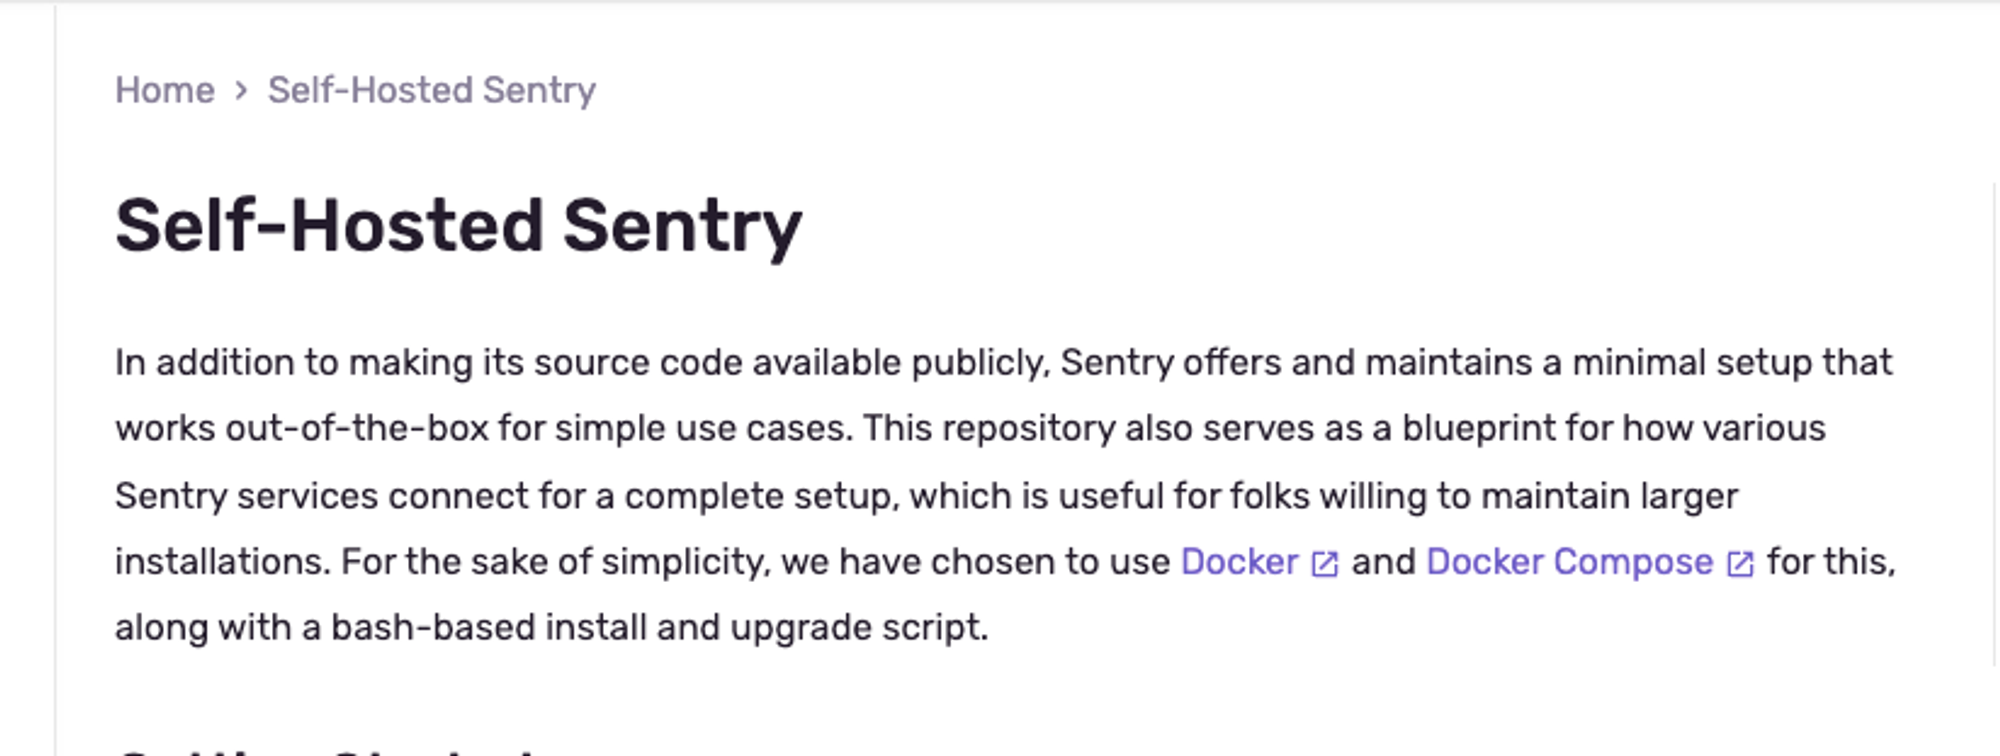 Home > Self-Hosted Sentry
Self-Hosted Sentry
In addition to making its source code available publicly, Sentry offers and maintains a minimal setup that
works out-of-the-box for simple use cases. This repository also serves as a blueprint for how various
Sentry services connect for a complete setup, which is useful for folks willing to maintain larger
installations. For the sake of simplicity, we have chosen to use Docker and Docker Compose for this,
along with a bash-based install and upgrade script.